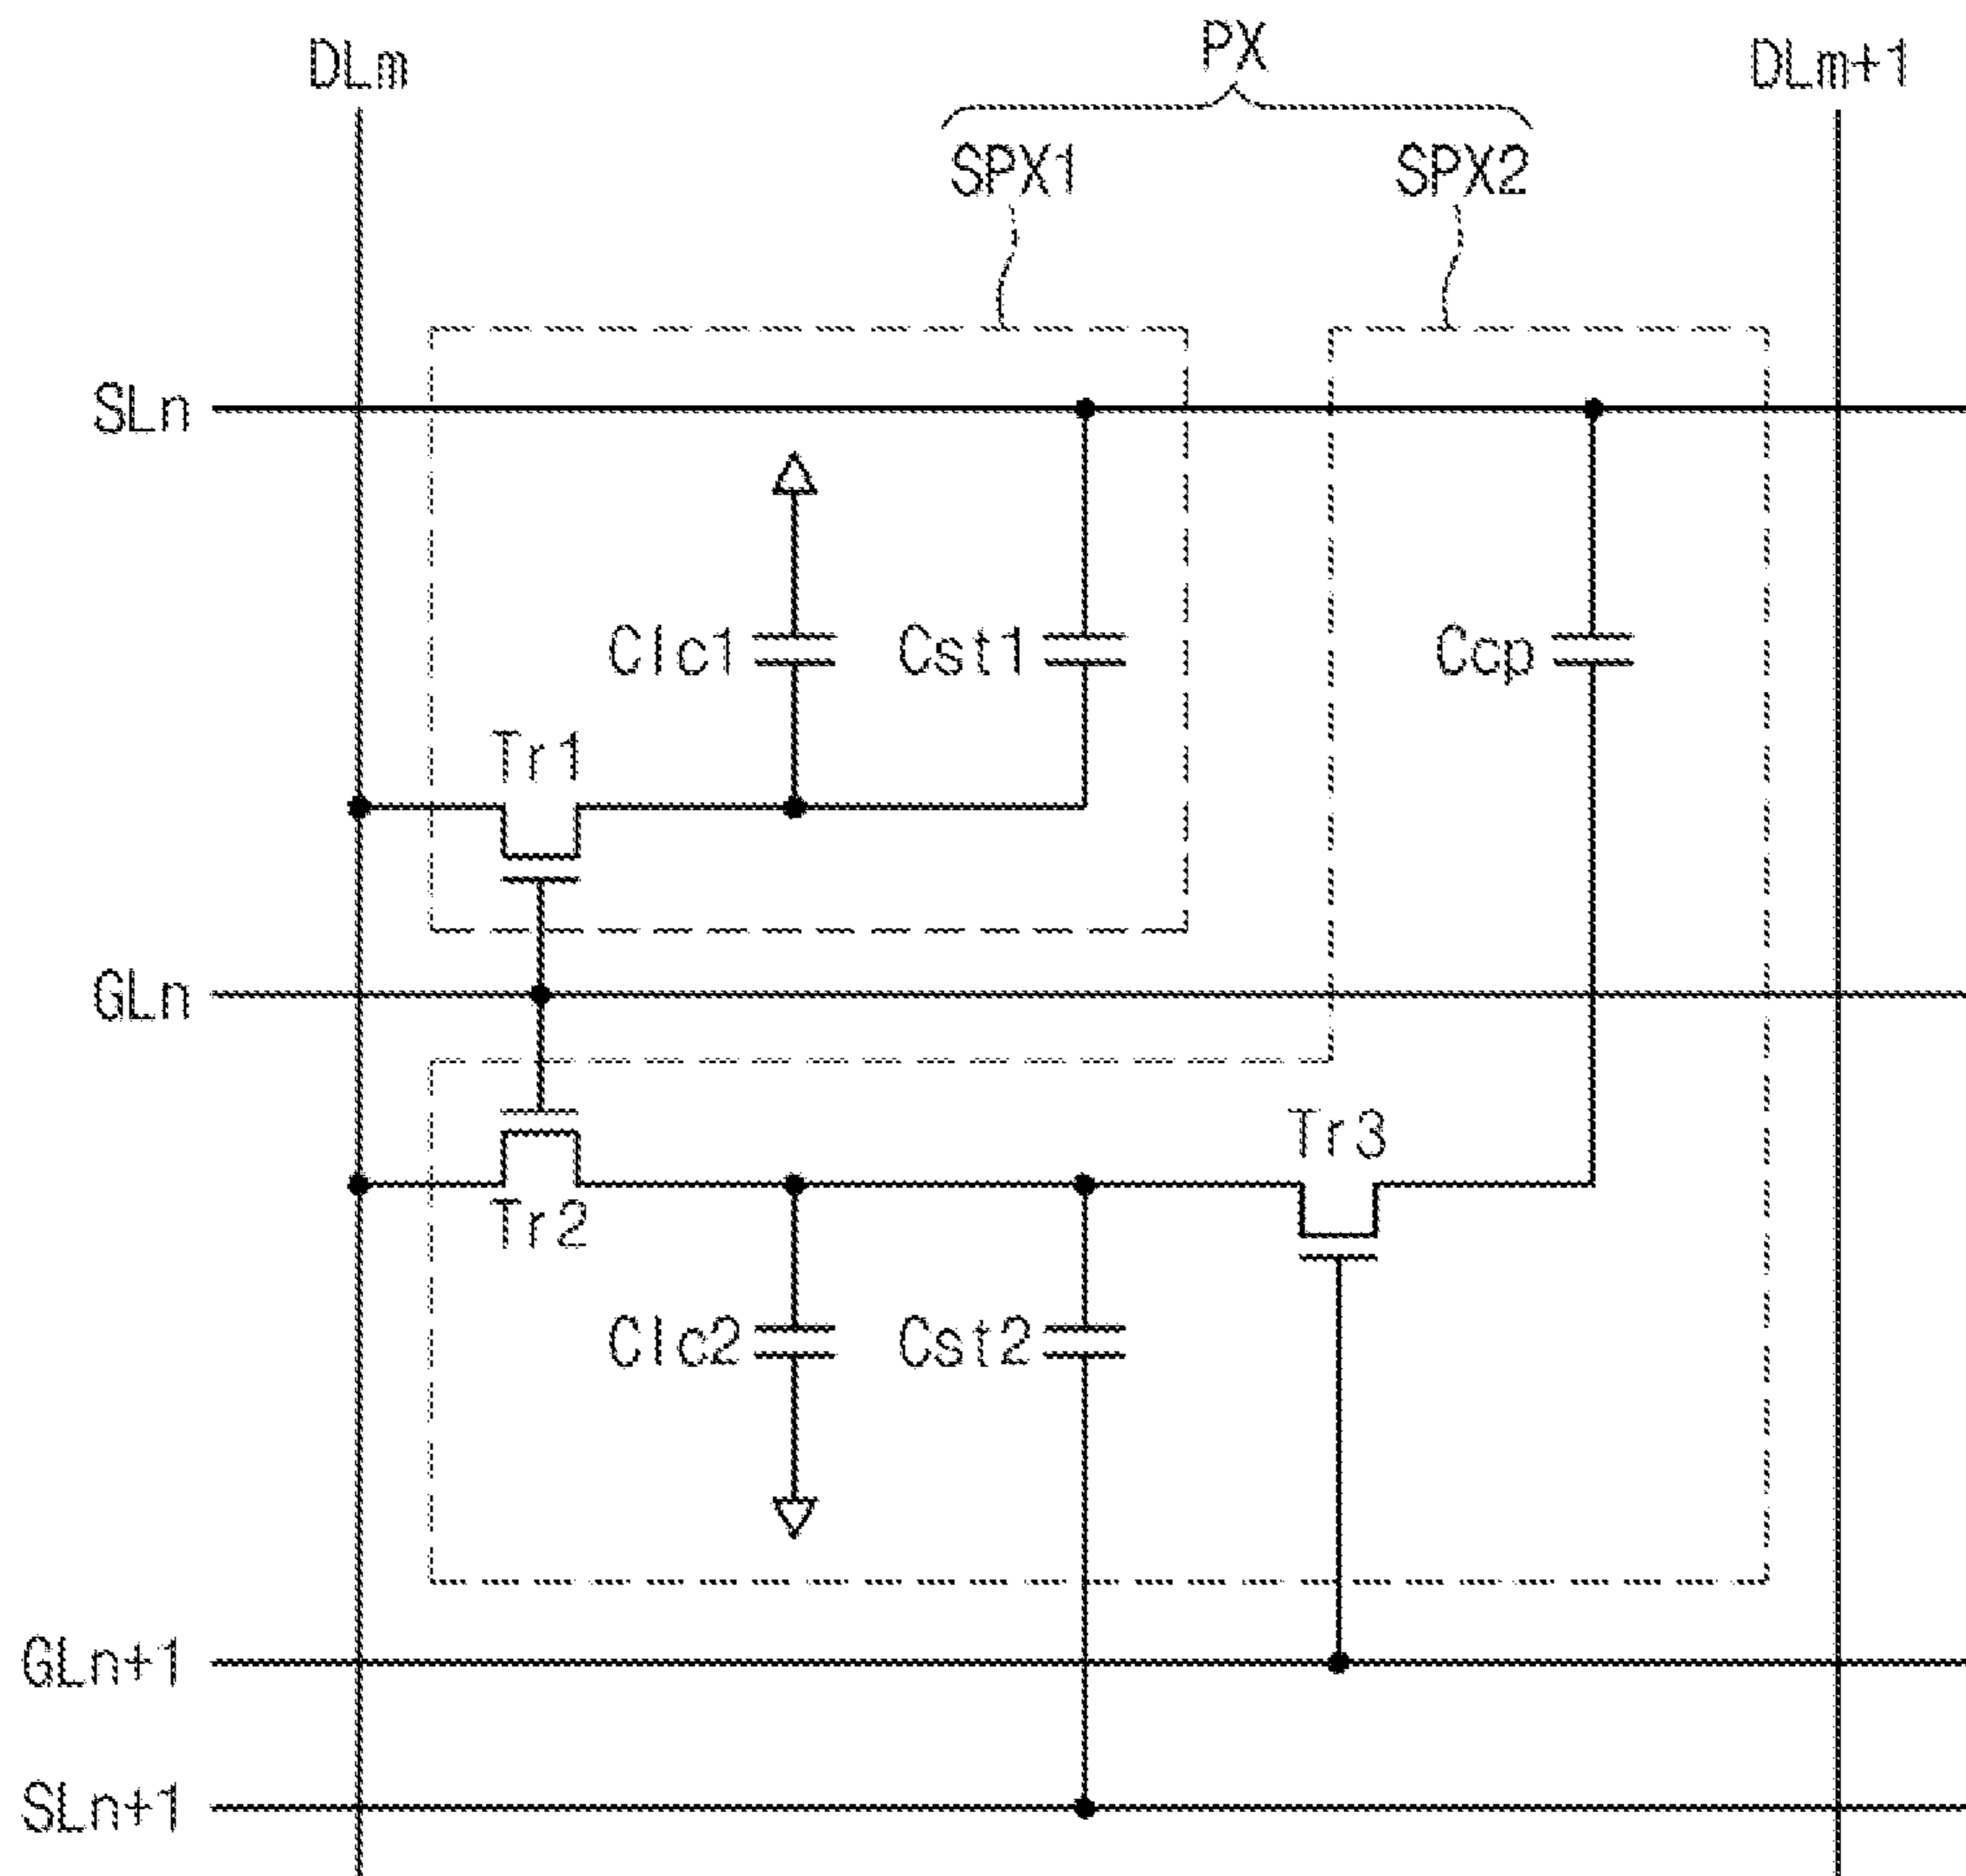 PX
DLm
DLm+1
SPX1
SPX2
SLn
Clc1
Cst1
Ccp
Tr1
GLn
Tr3
Tr2
Clc2
Cst2
GLn+1
SLn+1